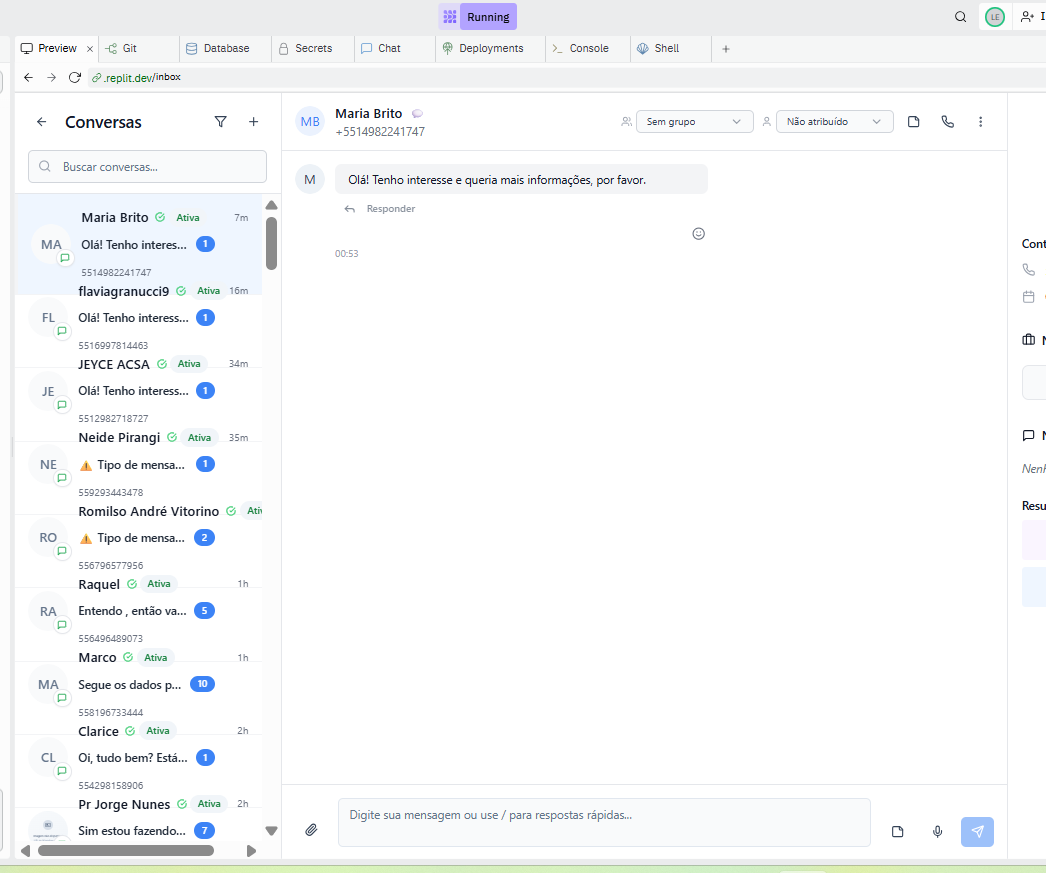 Running
LE
Preview
Git
Database
Secrets
Chat
Deployments
Console
Shell
.replit.dev/inbox
Conversas
Buscar conversas...
Maria Brito Ativa 7m
MA
Olá! Tenho interes... 1
5514982241747
flaviagranucci9 Ativa 16m
FL
Olá! Tenho interess... 1
5516997814463
JEYCE ACSA Ativa 34m
JE
Olá! Tenho interess... 1
5512982718727
Neide Pirangi Ativa 35m
NE
Tipo de mensa... 1
559293443478
Romilso André Vitorino Ativ
RO
Tipo de mensa... 2
556796577956
Raquel Ativa 1h
RA
Entendo , então va... 5
556496489073
Marco Ativa 1h
MA
Segue os dados p... 10
558196733444
Clarice Ativa 2h
CL
Oi, tudo bem? Está... 1
554298158906
Pr Jorge Nunes Ativa 2h
Sim estou fazendo... 7
MB
Maria Brito
+5514982241747
Sem grupo
Não atribuído
M
Olá! Tenho interesse e queria mais informações, por favor.
Responder
00:53
Digite sua mensagem ou use / para respostas rápidas...
Cont
N
N
Nenh
Resu